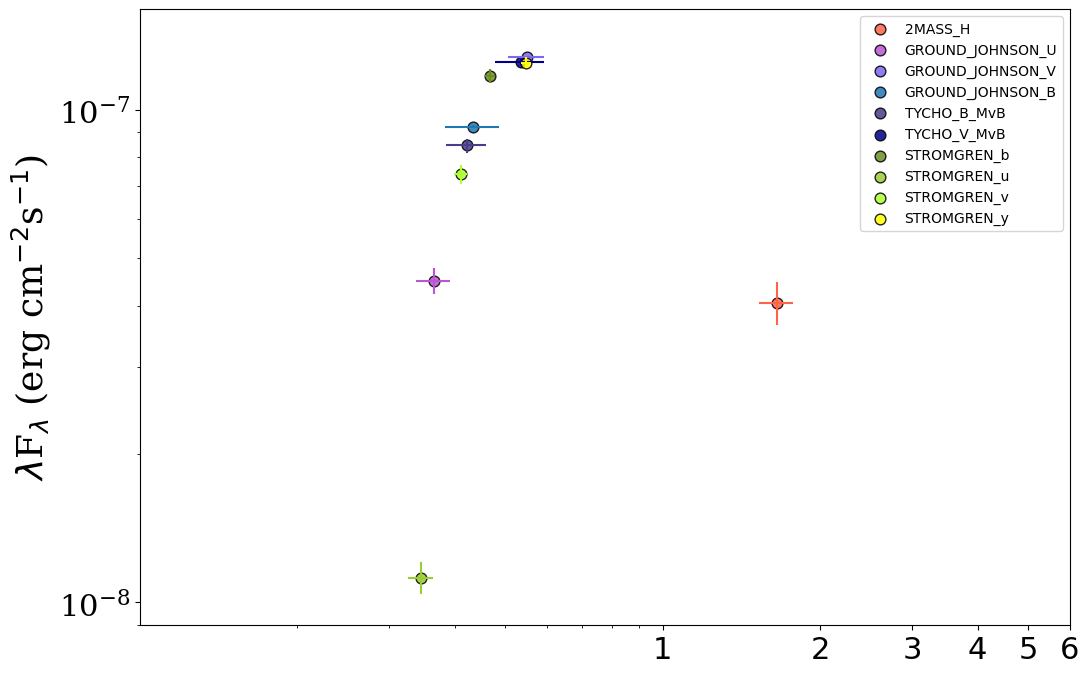 2MASS_H
GROUND_JOHNSON_U
GROUND_JOHNSON_V
GROUND_JOHNSON_B
TYCHO_B_MvB
TYCHO_V_MvB
STROMGREN_b
STROMGREN_u
STROMGREN_v
STROMGREN_y
10⁻⁷
λF_λ (erg cm⁻²s⁻¹)
10⁻⁸
1 2 3 4 5 6